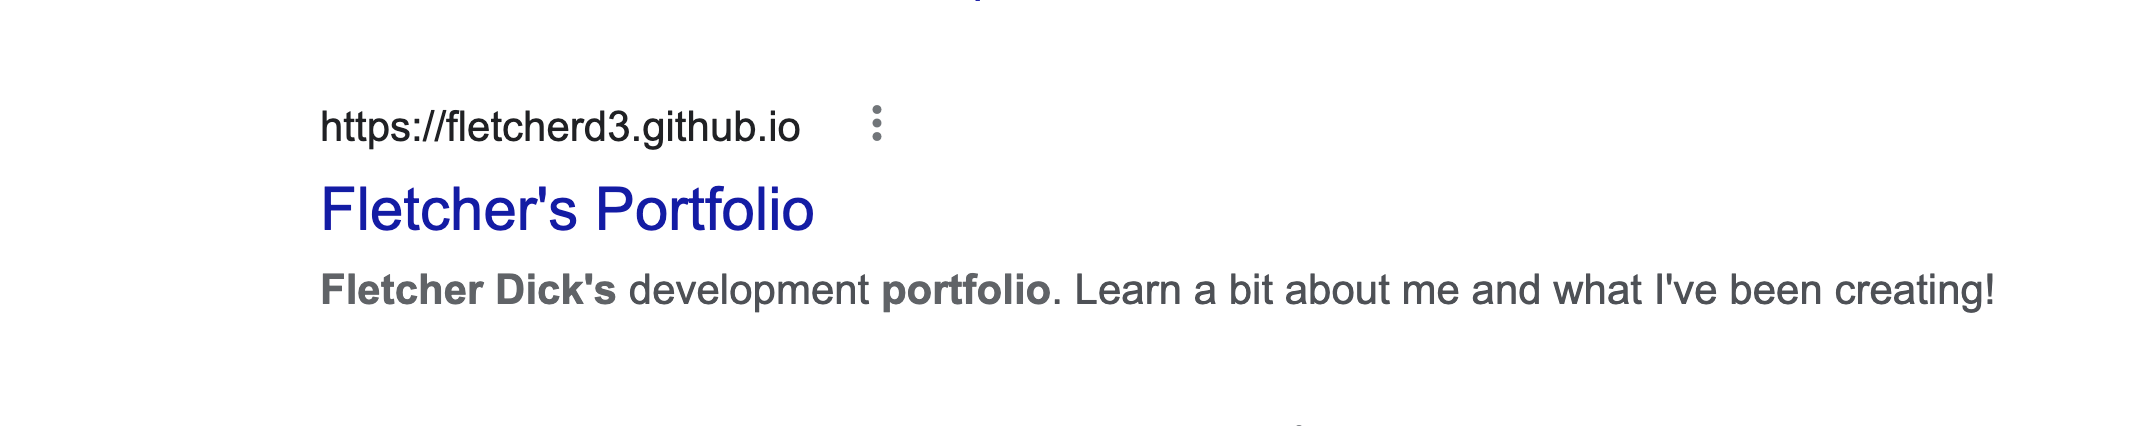 https://fletcherd3.github.io
Fletcher's Portfolio
Fletcher Dick's development portfolio. Learn a bit about me and what I've been creating!